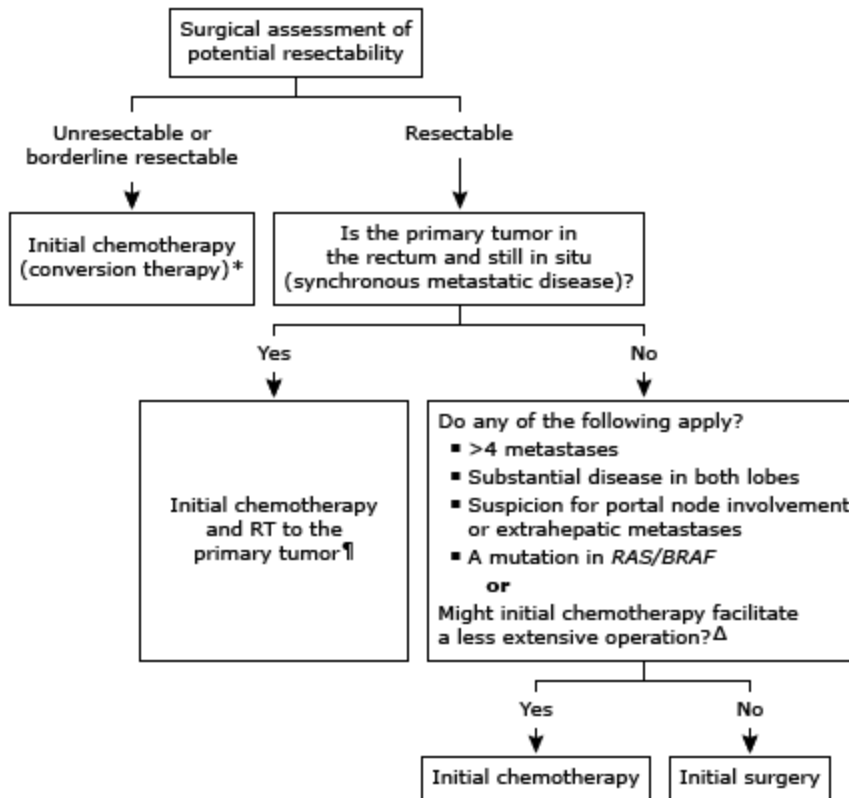 Surgical assessment of
potential resectability
Unresectable or
borderline resectable
Resectable
Initial chemotherapy
(conversion therapy)*
Is the primary tumor in
the rectum and still in situ
(synchronous metastatic disease)?
Yes
No
Initial chemotherapy
and RT to the
primary tumor¶
Do any of the following apply?
▪ >4 metastases
▪ Substantial disease in both lobes
▪ Suspicion for portal node involvement
or extrahepatic metastases
▪ A mutation in RAS/BRAF
or
Might initial chemotherapy facilitate
a less extensive operation?Δ
Yes
No
Initial chemotherapy
Initial surgery